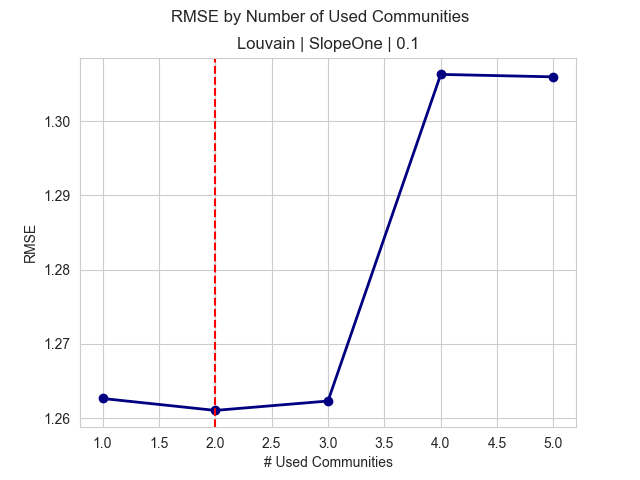 RMSE by Number of Used Communities
Louvain | SlopeOne | 0.1
RMSE
1.30
1.29
1.28
1.27
1.26
1.0 1.5 2.0 2.5 3.0 3.5 4.0 4.5 5.0
# Used Communities